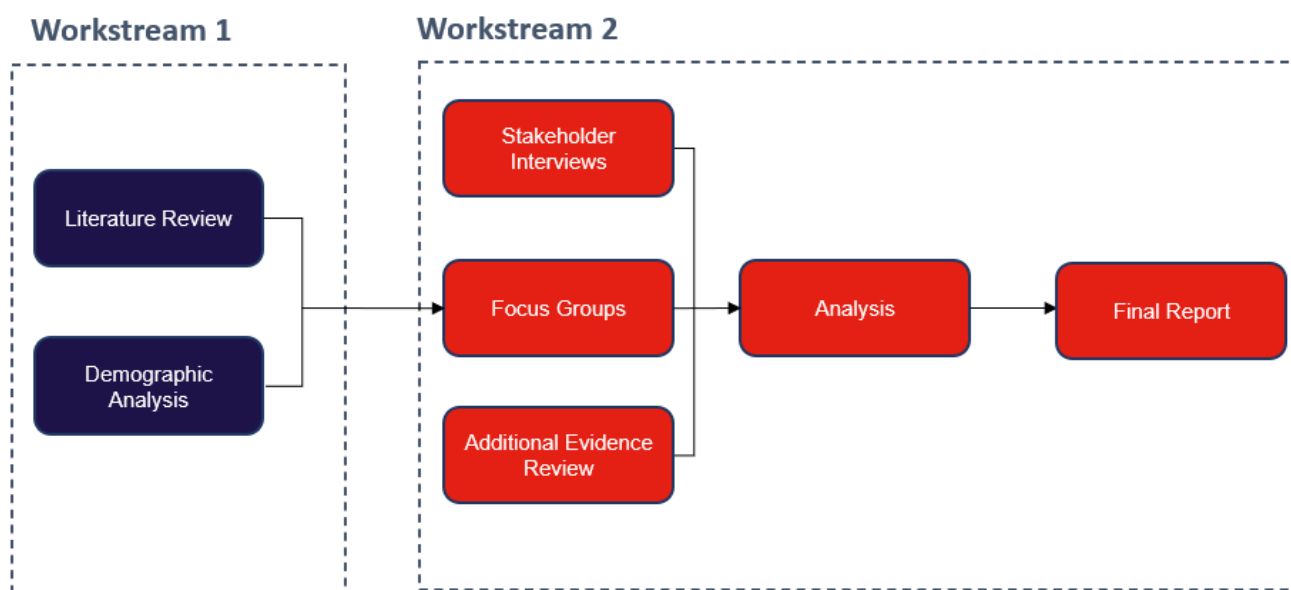 Workstream 1
Workstream 2
Literature Review
Demographic
Analysis
Stakeholder
Interviews
Focus Groups
Additional Evidence
Review
Analysis
Final Report